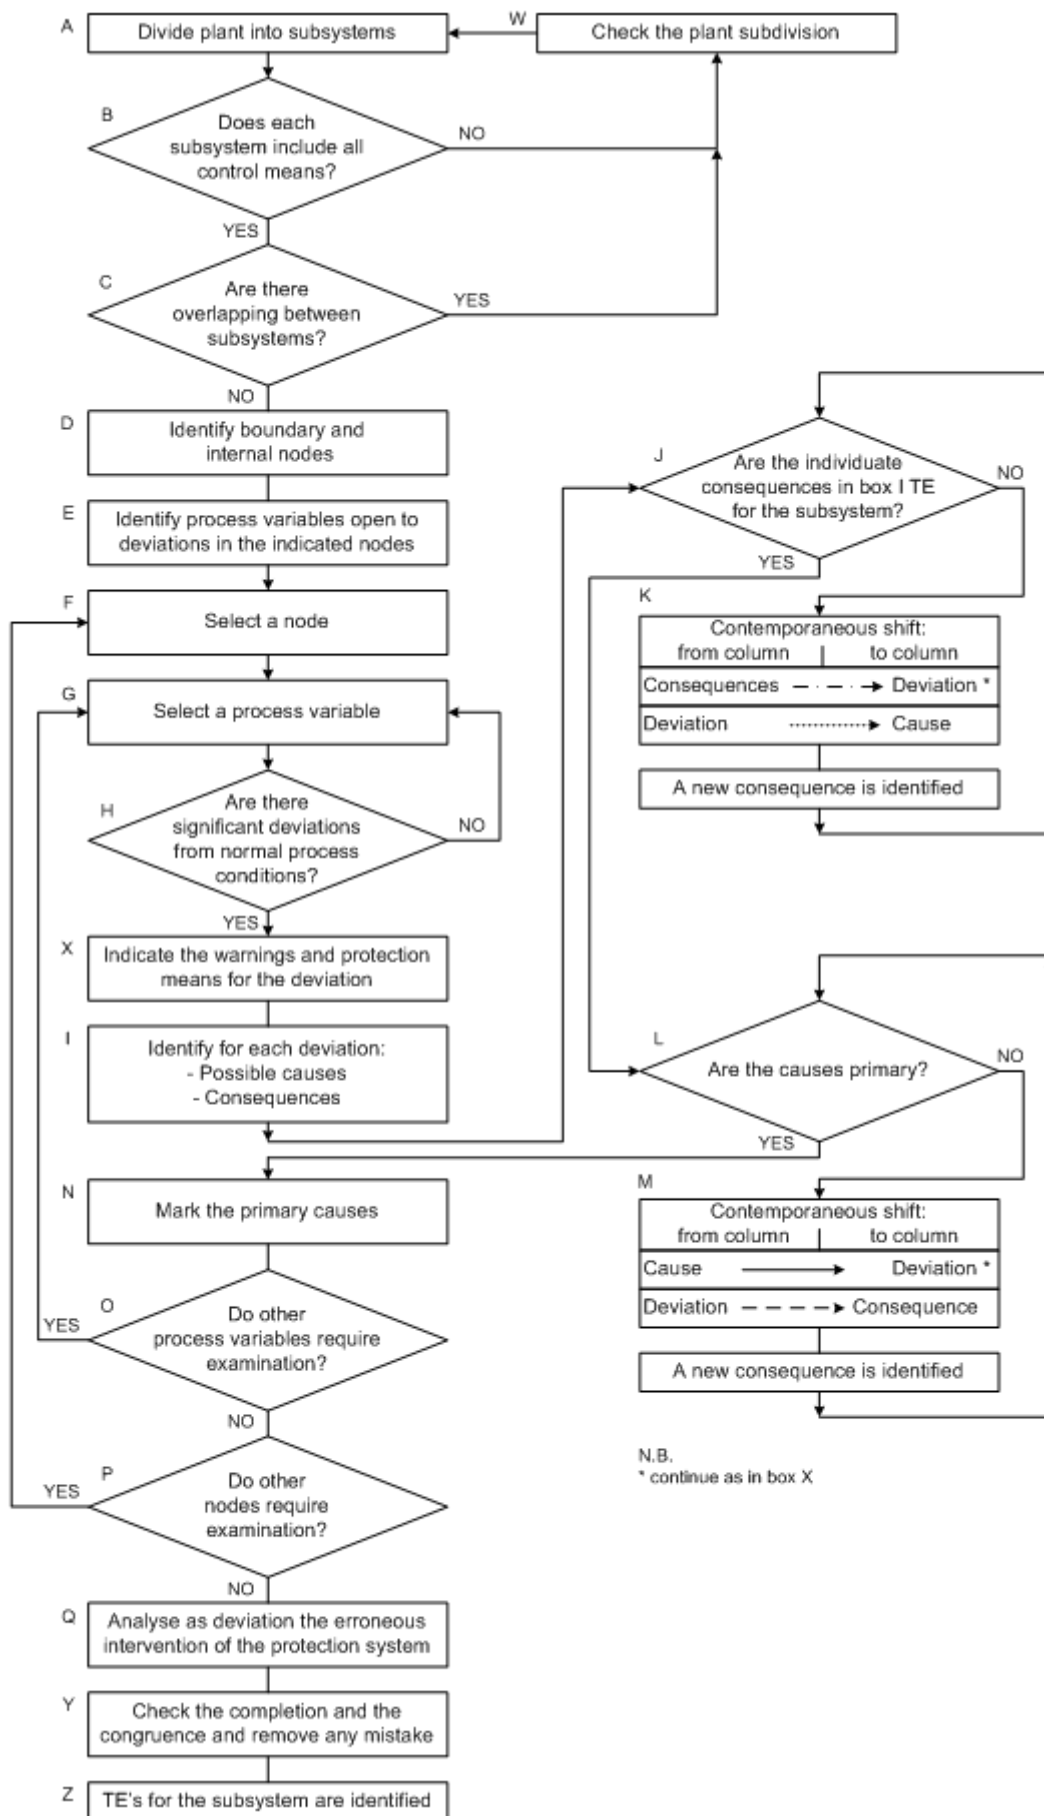 A
Divide plant into subsystems
W
Check the plant subdivision
B
Does each
subsystem include all
control means?
NO
YES
C
Are there
overlapping between
subsystems?
YES
NO
D
Identify boundary and
internal nodes
E
Identify process variables open to
deviations in the indicated nodes
F
Select a node
G
Select a process variable
H
Are there
significant deviations
from normal process
conditions?
NO
YES
X
Indicate the warnings and protection
means for the deviation
I
Identify for each deviation:
- Possible causes
- Consequences
N
Mark the primary causes
O
Do other
process variables require
examination?
YES
NO
P
Do other
nodes require
examination?
YES
NO
Q
Analyse as deviation the erroneous
intervention of the protection system
Y
Check the completion and the
congruence and remove any mistake
Z
TE's for the subsystem are identified
J
Are the individuate
consequences in box I TE
for the subsystem?
NO
YES
K
Contemporaneous shift:
from column to column
Consequences Deviation *
Deviation Cause
A new consequence is identified
L
Are the causes primary?
NO
YES
M
Contemporaneous shift:
from column to column
Cause Deviation *
Deviation Consequence
A new consequence is identified
N.B.
* continue as in box X